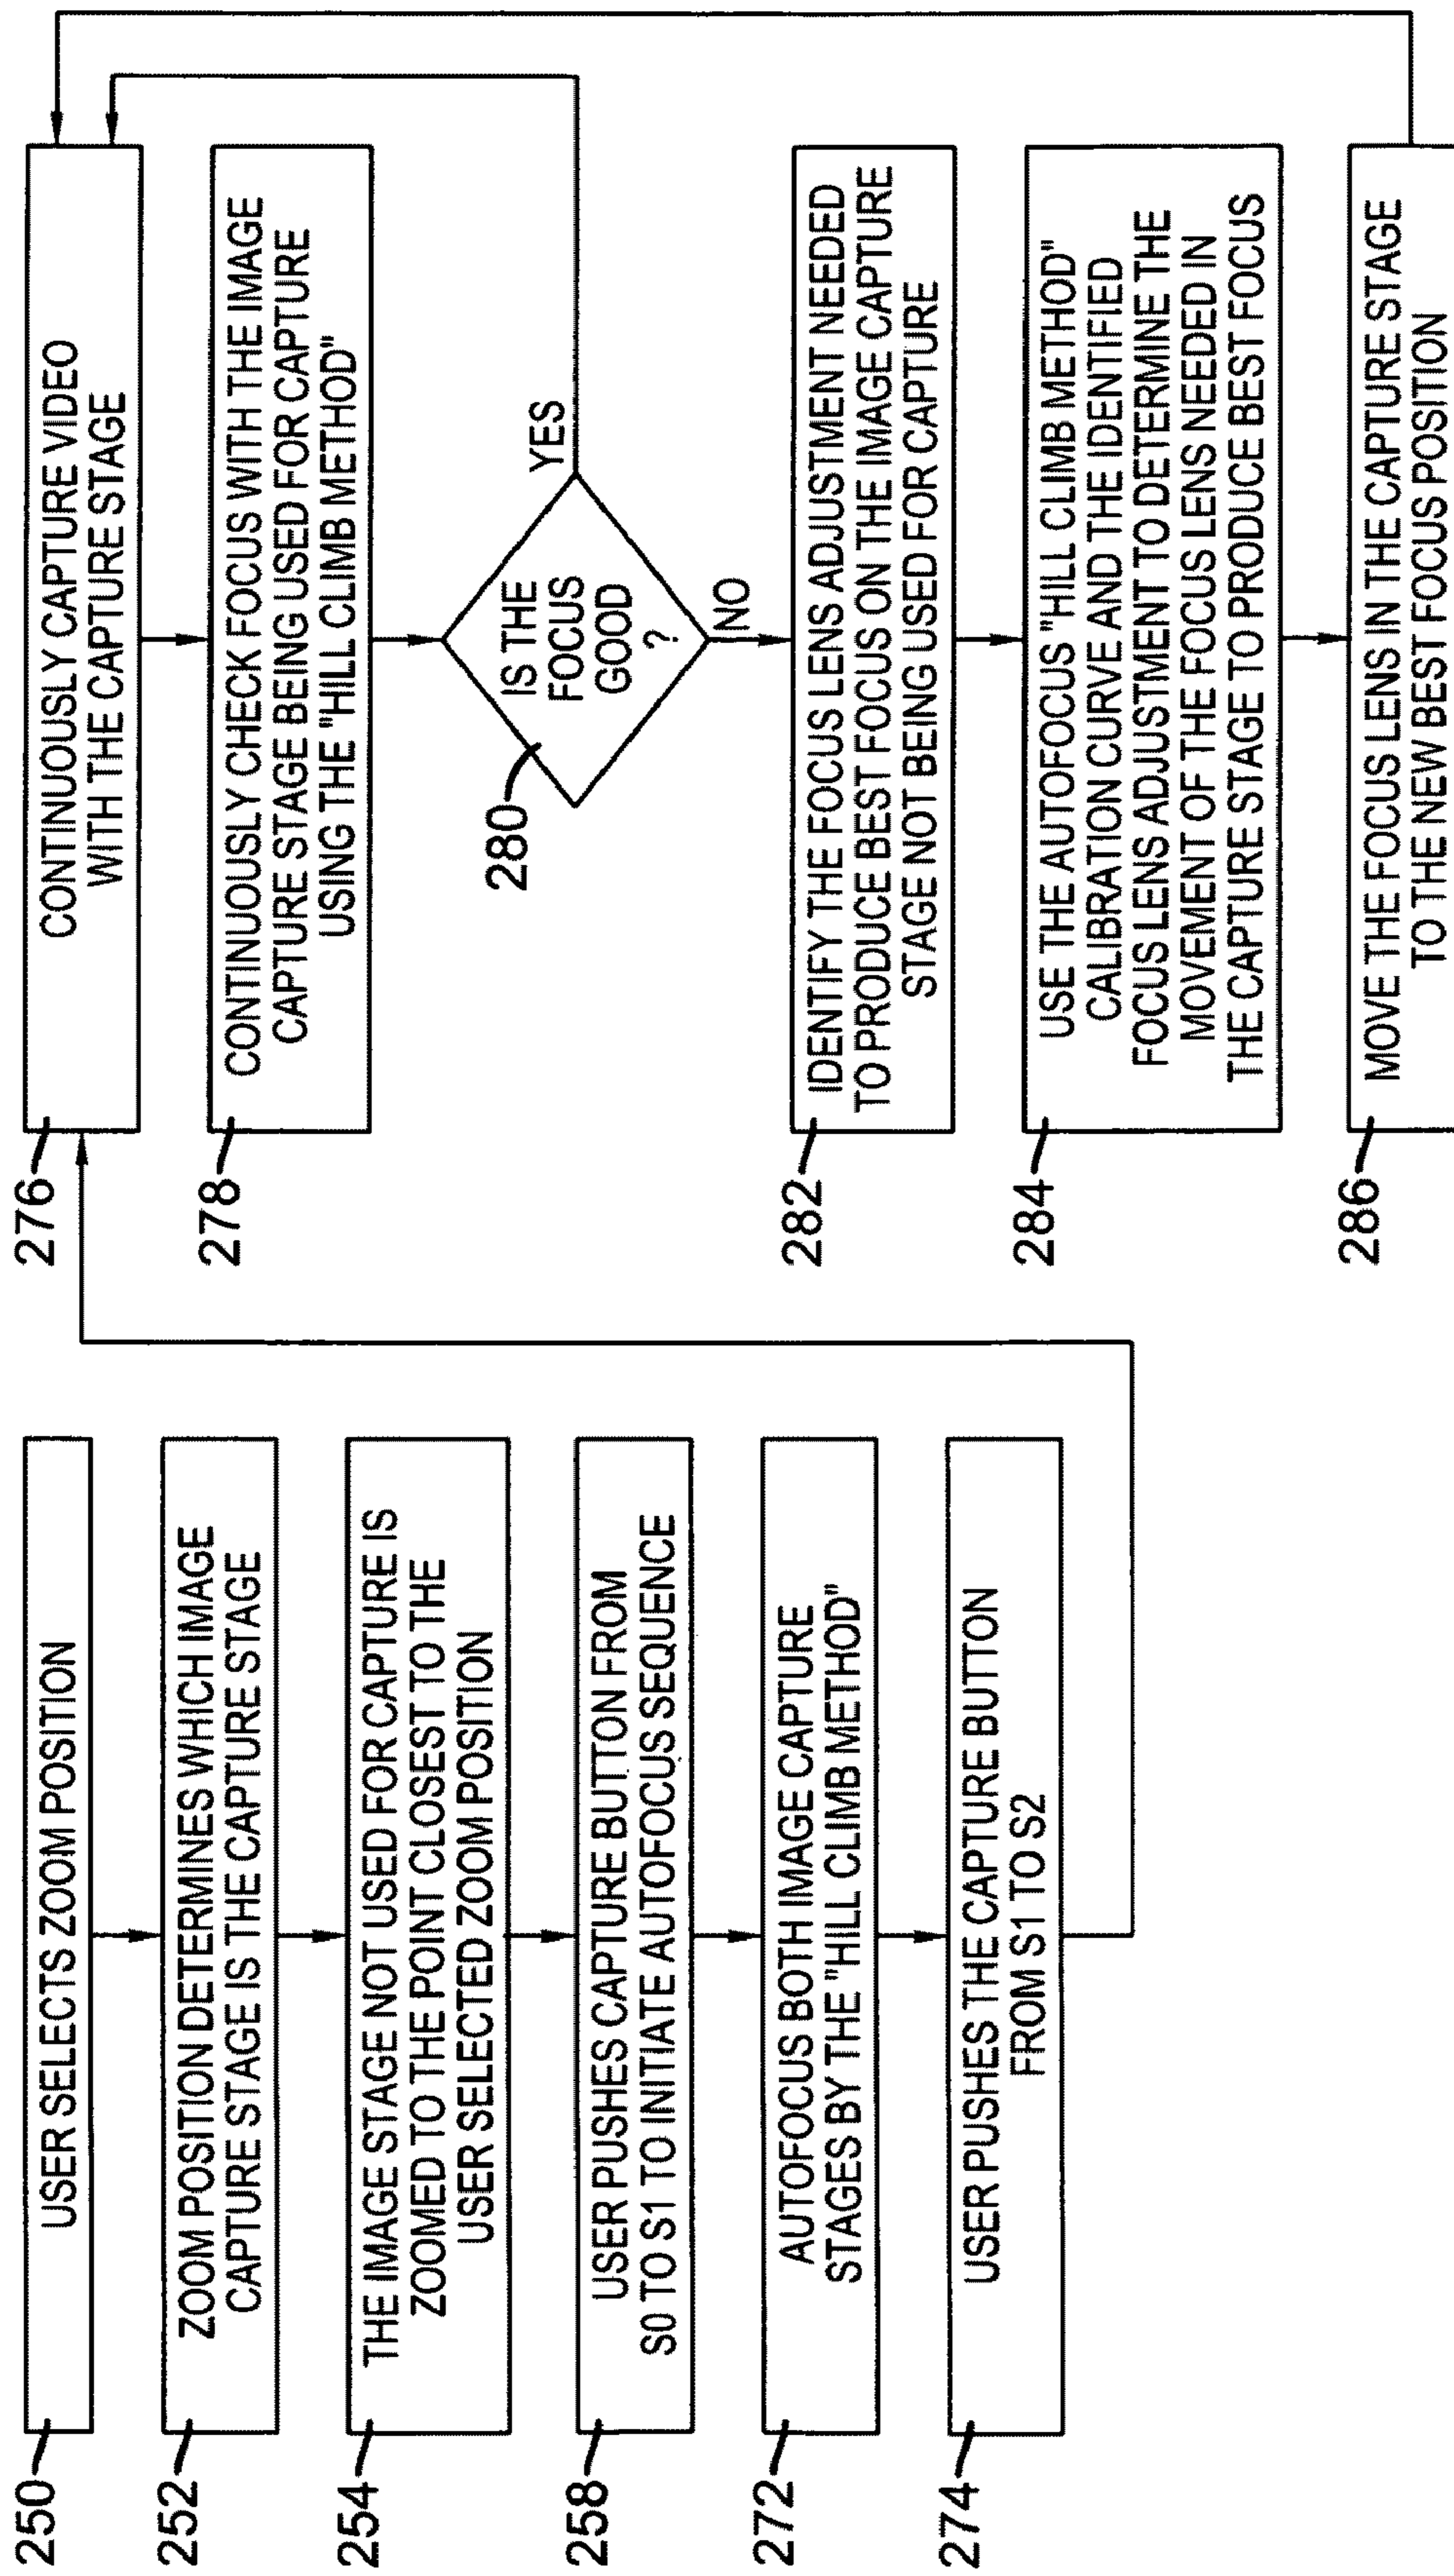 250
USER SELECTS ZOOM POSITION
252
ZOOM POSITION DETERMINES WHICH IMAGE
CAPTURE STAGE IS THE CAPTURE STAGE
254
THE IMAGE STAGE NOT USED FOR CAPTURE IS
ZOOMED TO THE POINT CLOSEST TO THE
USER SELECTED ZOOM POSITION
258
USER PUSHES CAPTURE BUTTON FROM
S0 TO S1 TO INITIATE AUTOFOCUS SEQUENCE
272
AUTOFOCUS BOTH IMAGE CAPTURE
STAGES BY THE "HILL CLIMB METHOD"
274
USER PUSHES THE CAPTURE BUTTON
FROM S1 TO S2
276
CONTINUOUSLY CAPTURE VIDEO
WITH THE CAPTURE STAGE
278
CONTINUOUSLY CHECK FOCUS WITH THE IMAGE
CAPTURE STAGE BEING USED FOR CAPTURE
USING THE "HILL CLIMB METHOD"
280
IS THE
FOCUS
GOOD
?
YES
NO
282
IDENTIFY THE FOCUS LENS ADJUSTMENT NEEDED
TO PRODUCE BEST FOCUS ON THE IMAGE CAPTURE
STAGE NOT BEING USED FOR CAPTURE
284
USE THE AUTOFOCUS "HILL CLIMB METHOD"
CALIBRATION CURVE AND THE IDENTIFIED
FOCUS LENS ADJUSTMENT TO DETERMINE THE
MOVEMENT OF THE FOCUS LENS NEEDED IN
THE CAPTURE STAGE TO PRODUCE BEST FOCUS
286
MOVE THE FOCUS LENS IN THE CAPTURE STAGE
TO THE NEW BEST FOCUS POSITION